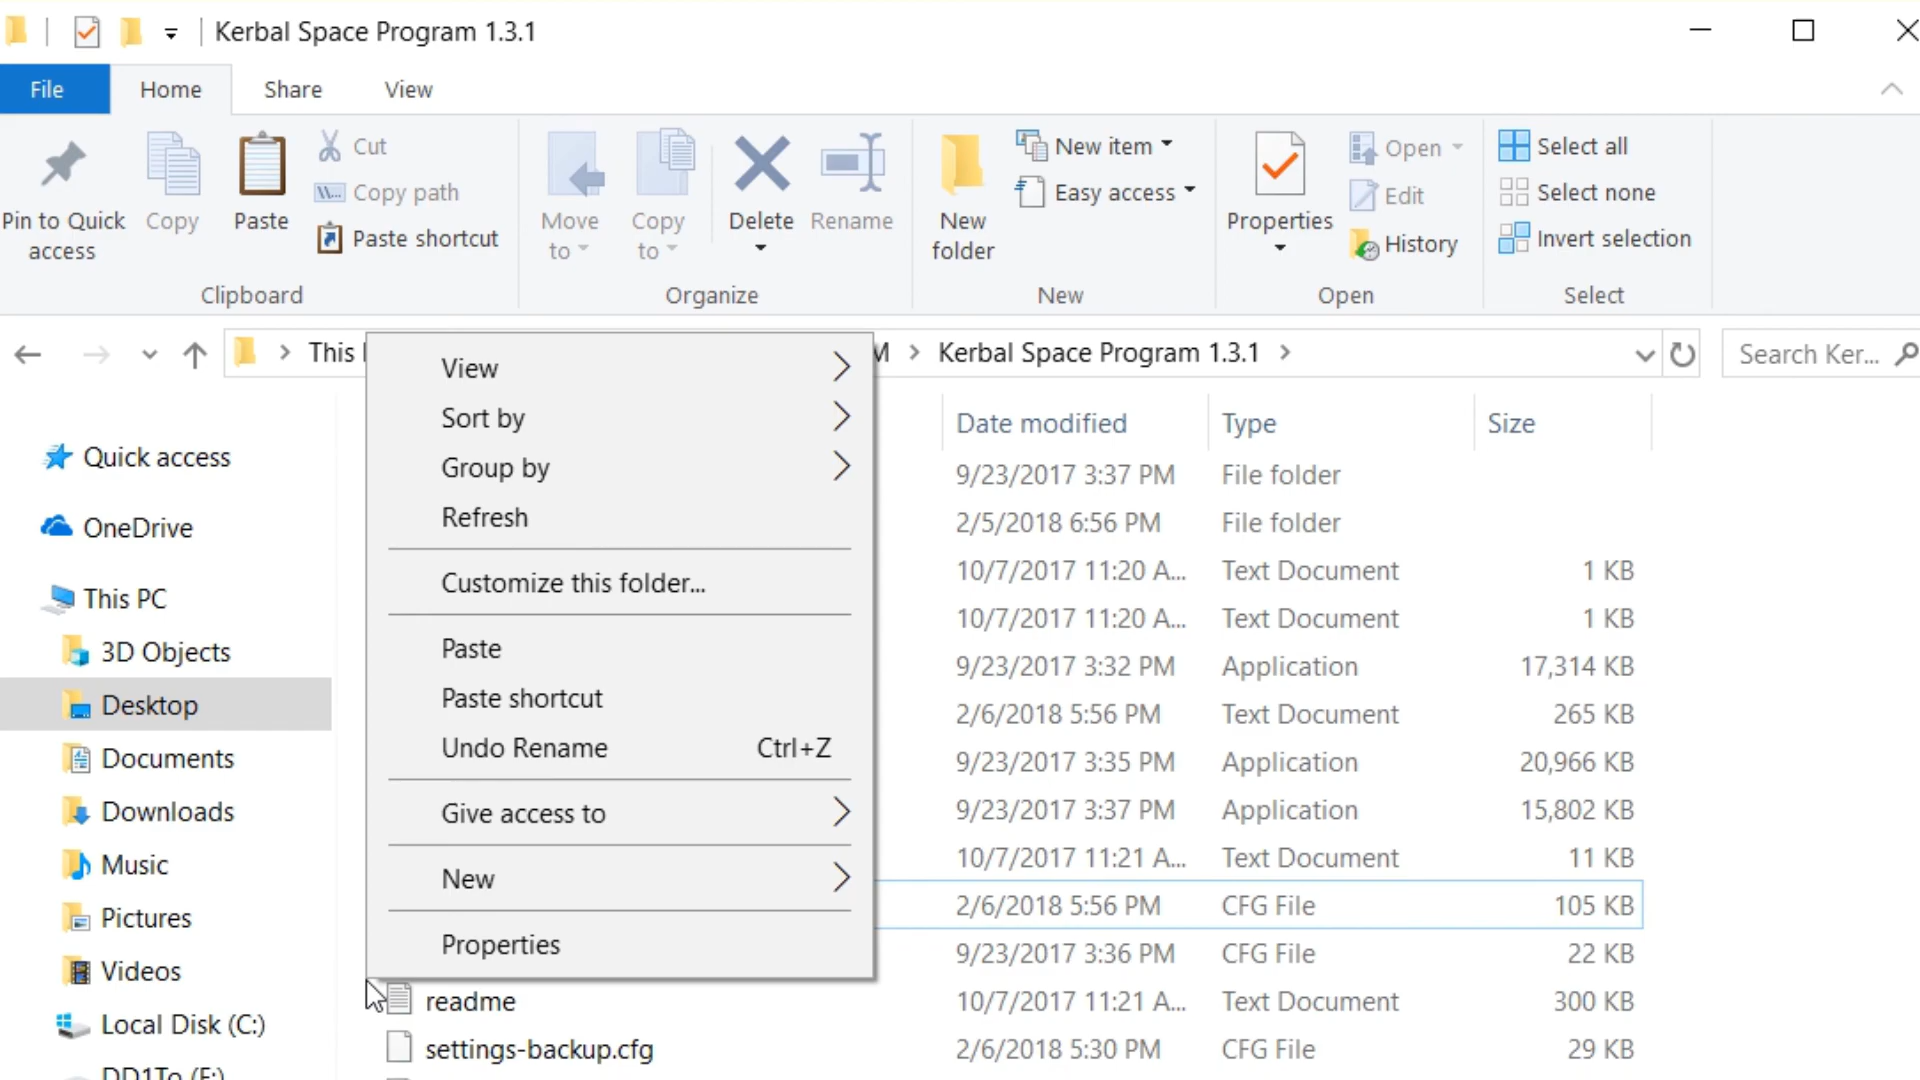 Kerbal Space Program 1.3.1
File Home Share View
Pin to Quick access
Copy
Paste
Cut
Copy path
Paste shortcut
Clipboard
Move to
Copy to
Delete
Rename
Organize
New folder
New item
Easy access
New
Properties
Open
Edit
History
Open
Select all
Select none
Invert selection
Select
This
M > Kerbal Space Program 1.3.1 >
Search Ker...
Quick access
OneDrive
This PC
3D Objects
Desktop
Documents
Downloads
Music
Pictures
Videos
Local Disk (C:)
View
Sort by
Group by
Refresh
Customize this folder...
Paste
Paste shortcut
Undo Rename Ctrl+Z
Give access to
New
Properties
Date modified Type Size
9/23/2017 3:37 PM File folder
2/5/2018 6:56 PM File folder
10/7/2017 11:20 A... Text Document 1 KB
10/7/2017 11:20 A... Text Document 1 KB
9/23/2017 3:32 PM Application 17,314 KB
2/6/2018 5:56 PM Text Document 265 KB
9/23/2017 3:35 PM Application 20,966 KB
9/23/2017 3:37 PM Application 15,802 KB
10/7/2017 11:21 A... Text Document 11 KB
2/6/2018 5:56 PM CFG File 105 KB
9/23/2017 3:36 PM CFG File 22 KB
readme 10/7/2017 11:21 A... Text Document 300 KB
settings-backup.cfg 2/6/2018 5:30 PM CFG File 29 KB